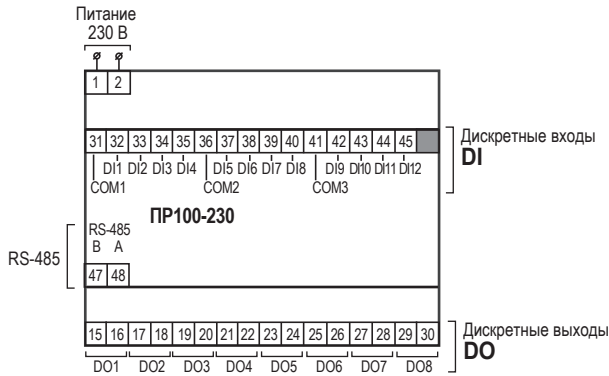 Питание
230 В
1 2
31 32 33 34 35 36 37 38 39 40 41 42 43 44 45
Дискретные входы
DI
DI1 DI2 DI3 DI4 DI5 DI6 DI7 DI8 DI9 DI10 DI11 DI12
COM1 COM2 COM3
ПР100-230
RS-485
B A
RS-485
47 48
15 16 17 18 19 20 21 22 23 24 25 26 27 28 29 30
Дискретные выходы
DO
DO1 DO2 DO3 DO4 DO5 DO6 DO7 DO8